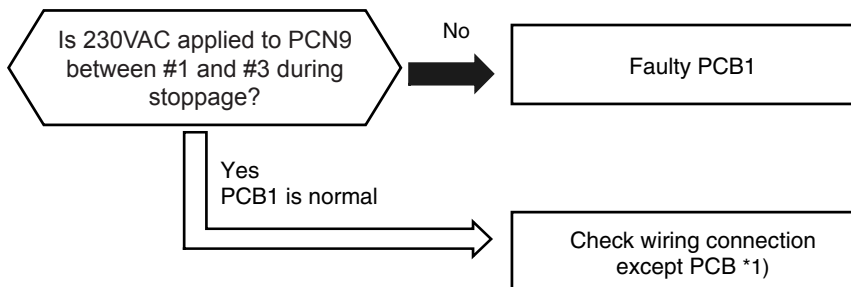 Is 230VAC applied to PCN9
between #1 and #3 during
stoppage?
No
Faulty PCB1
Yes
PCB1 is normal
Check wiring connection
except PCB *1)